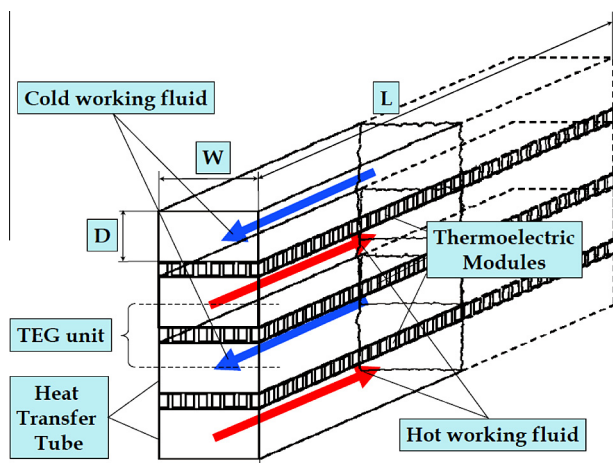 Cold working fluid
L
W
D
Thermoelectric
Modules
TEG unit
Heat
Transfer
Tube
Hot working fluid